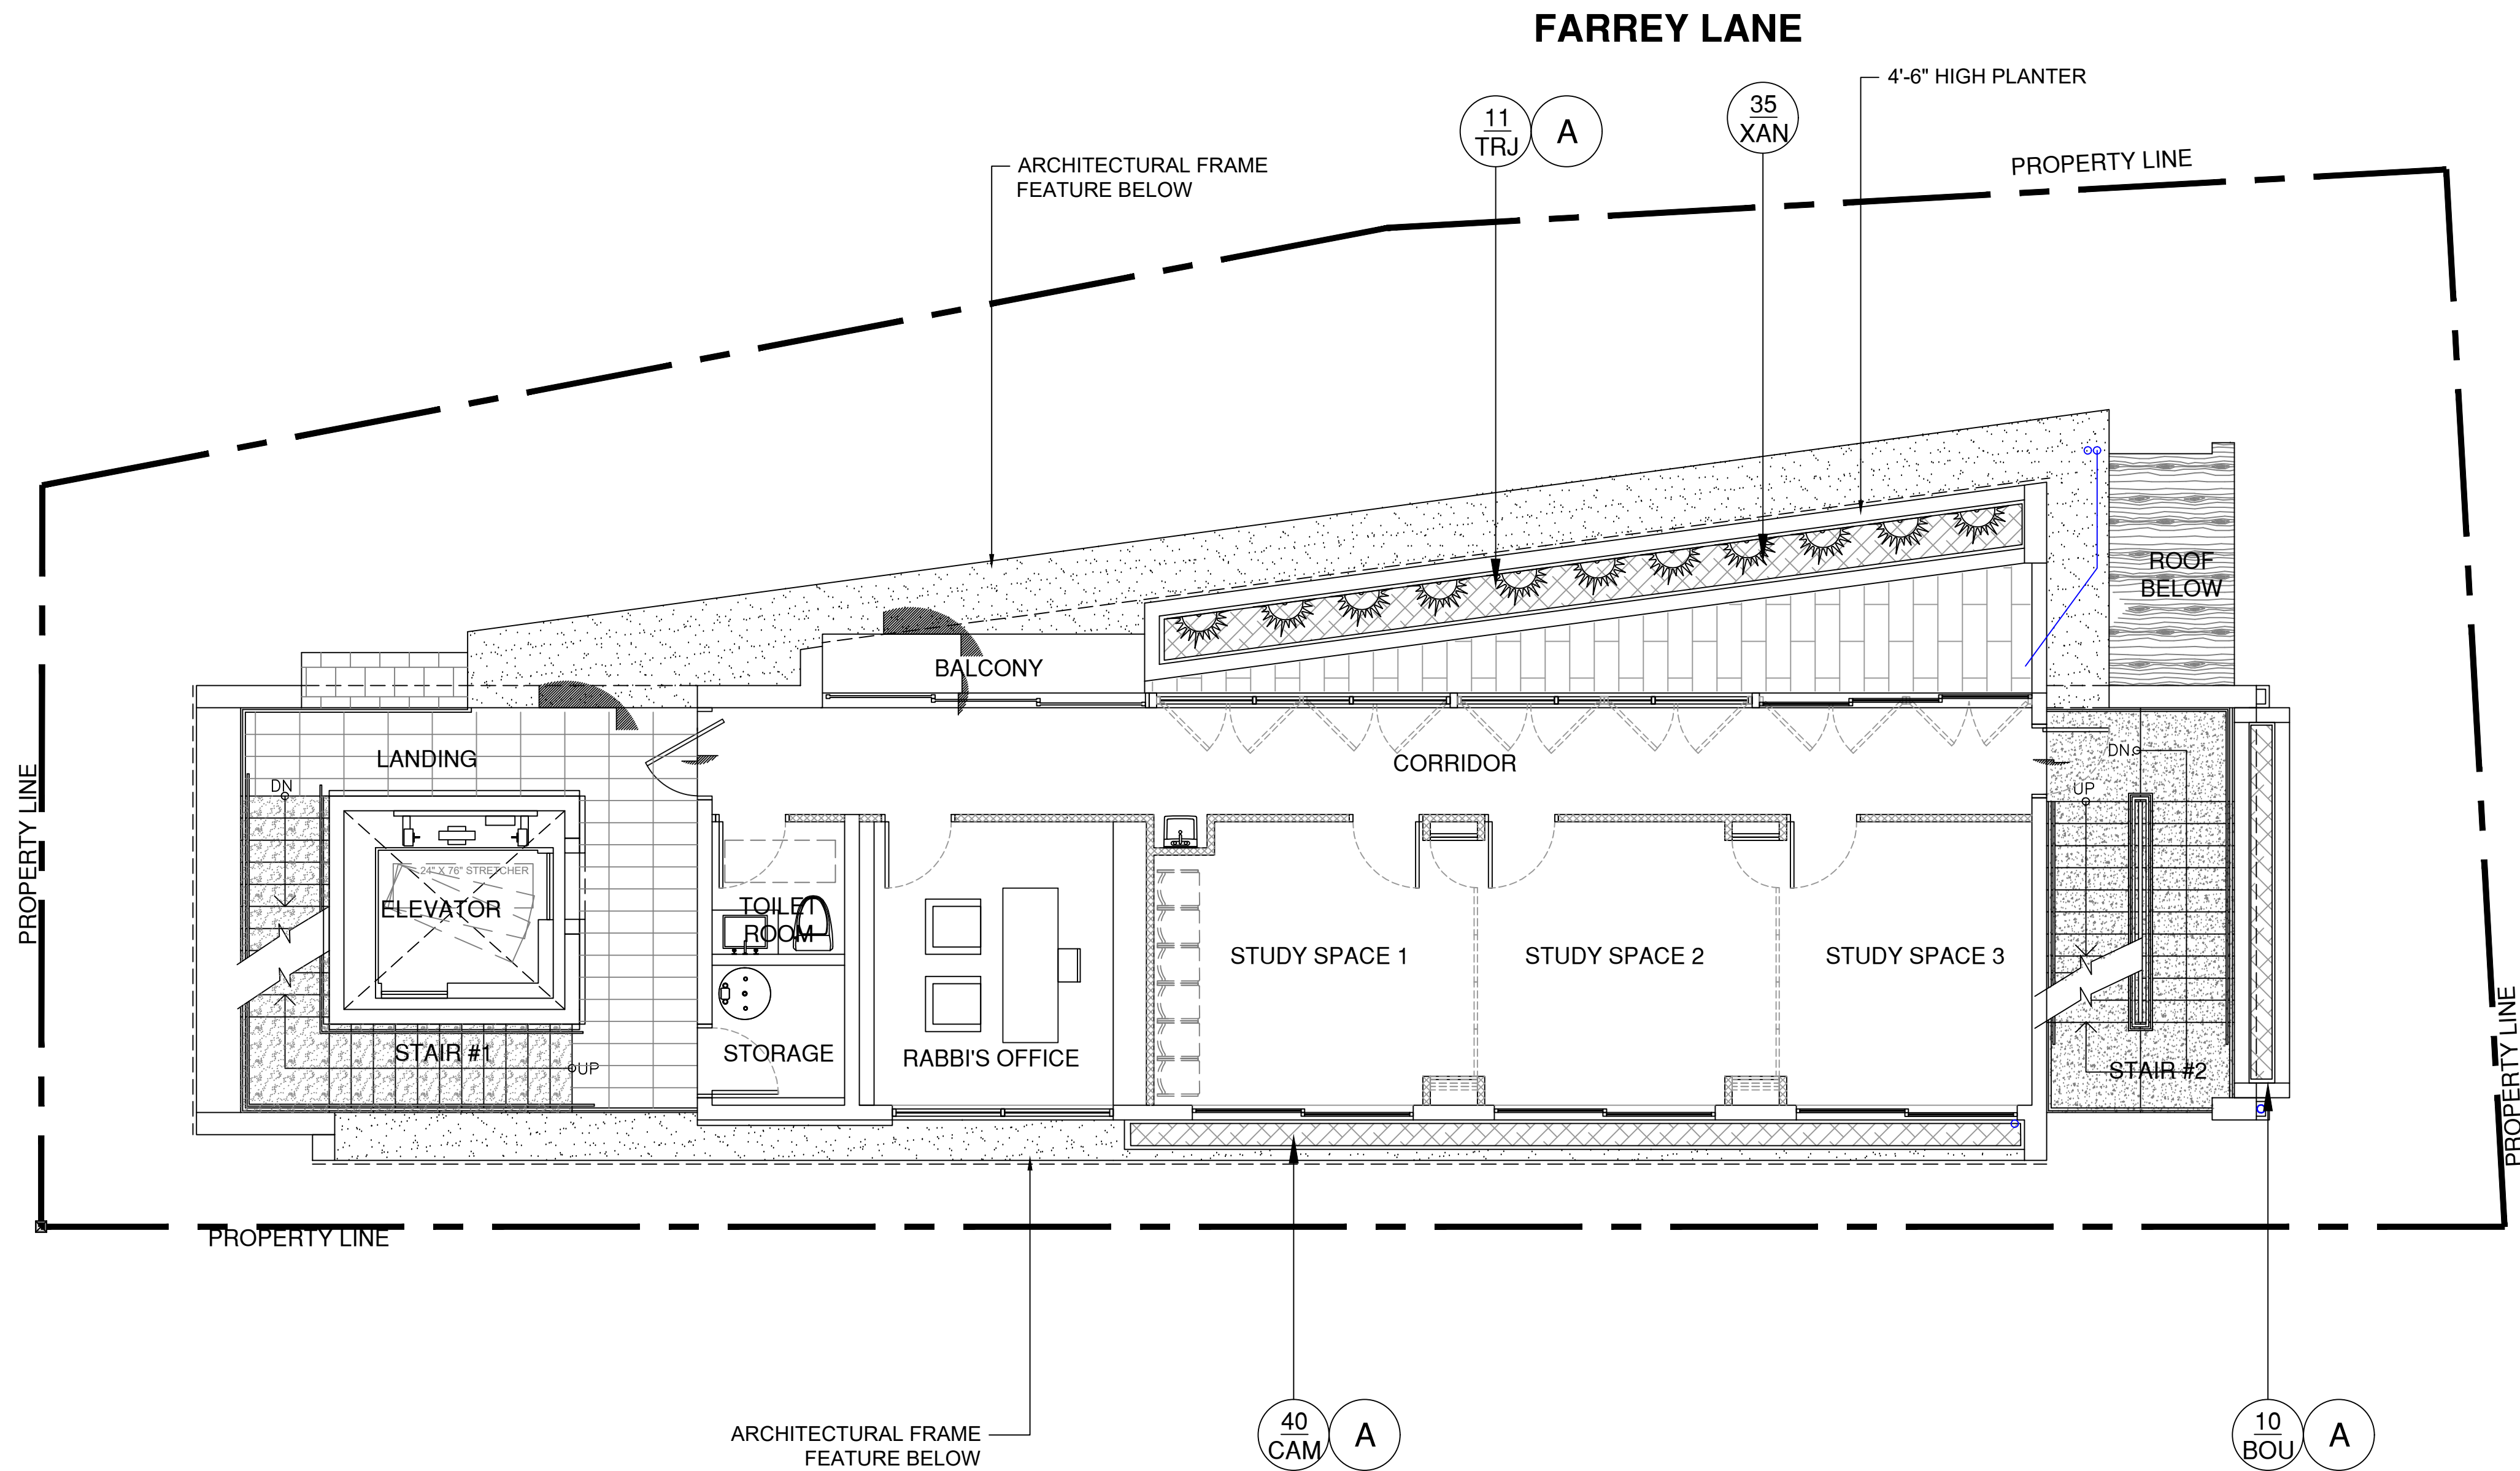 FARREY LANE
4'-6" HIGH PLANTER
35
XAN
11
TRJ
A
PROPERTY LINE
ARCHITECTURAL FRAME
FEATURE BELOW
ROOF
BELOW
BALCONY
LANDING
CORRIDOR
DN
DN
UP
PROPERTY LINE
24" X 76" STRETCHER
ELEVATOR
TOILET
ROOM
STUDY SPACE 1
STUDY SPACE 2
STUDY SPACE 3
STAIR #1
UP
STORAGE
RABBI'S OFFICE
STAIR #2
PROPERTY LINE
PROPERTY LINE
ARCHITECTURAL FRAME
FEATURE BELOW
40
CAM
A
10
BOU
A